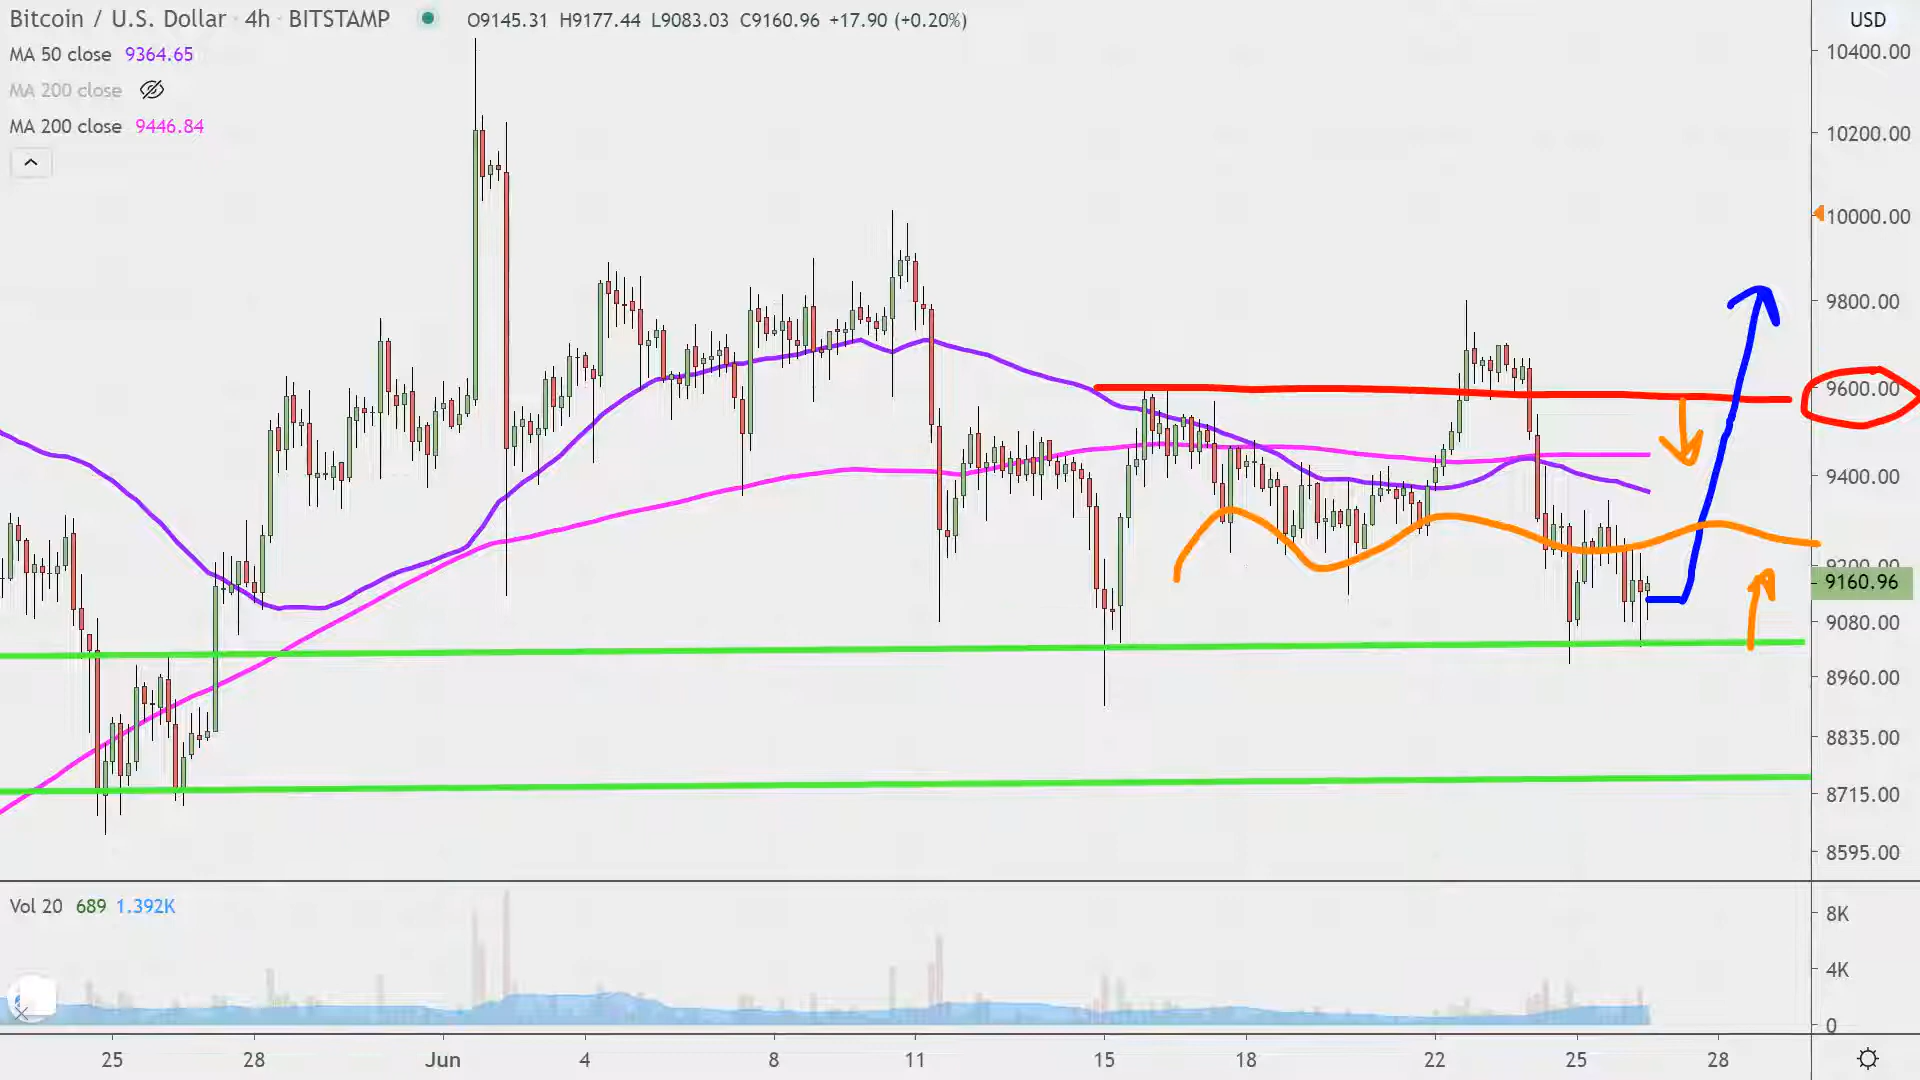 Bitcoin / U.S. Dollar · 4h · BITSTAMP O9145.31 H9177.44 L9083.03 C9160.96 +17.90 (+0.20%)
MA 50 close 9364.65
MA 200 close
MA 200 close 9446.84
USD
10400.00
10200.00
10000.00
9800.00
9600.00
9400.00
9200.00
9160.96
9080.00
8960.00
8835.00
8715.00
8595.00
Vol 20 689 1.392K
8K
4K
0
25 28 Jun 4 8 11 15 18 22 25 28